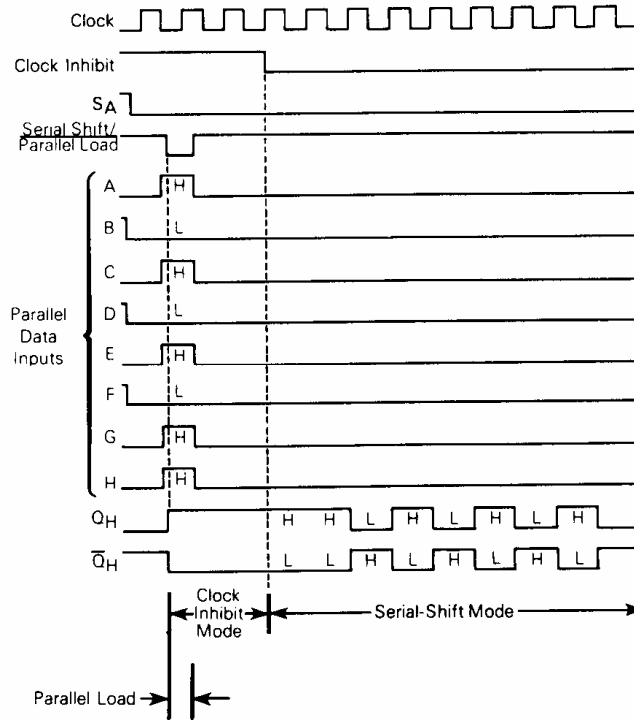 Clock
Clock Inhibit
SA
Serial Shift/
Parallel Load
A H
B L
C H
D L
E H
F L
G H
H H
Parallel
Data
Inputs
QH H H L H L H L H
Q̅H L L H L H L H L
Clock
Inhibit
Mode
Serial-Shift Mode
Parallel Load